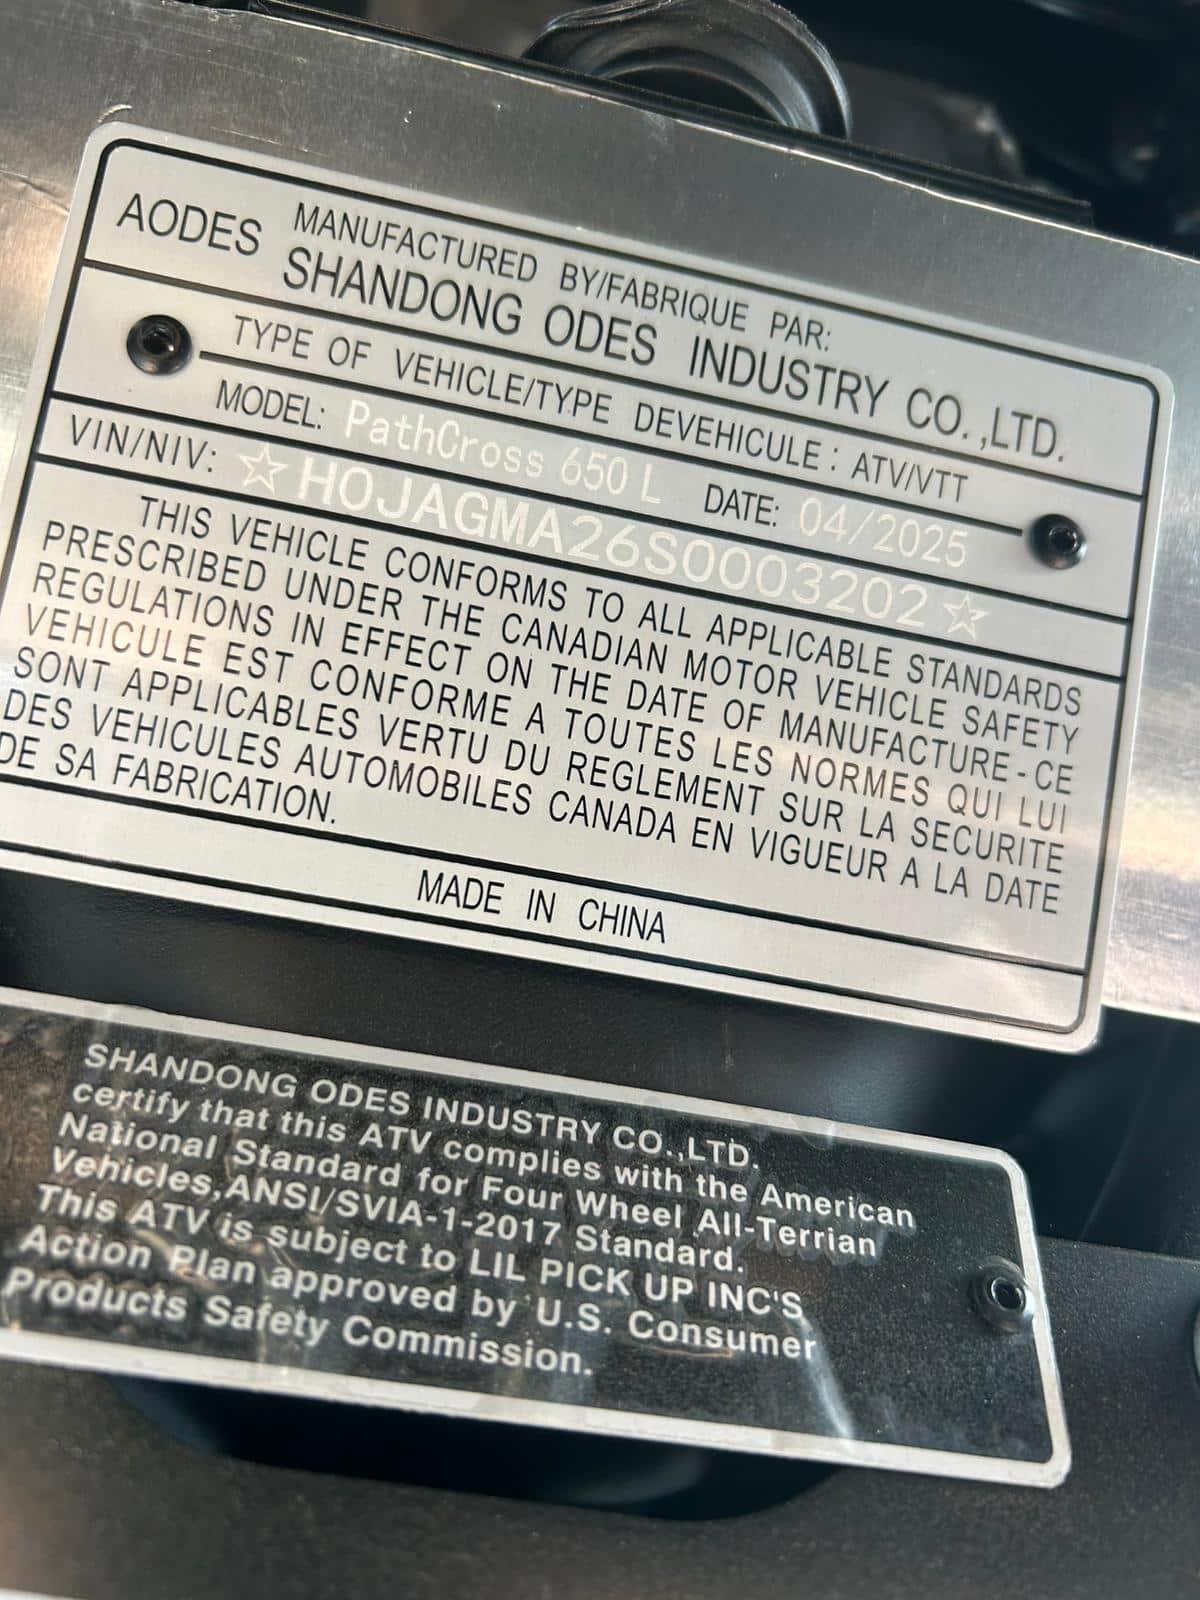 AODES MANUFACTURED BY/FABRIQUE PAR:
SHANDONG ODES INDUSTRY CO.,LTD.
TYPE OF VEHICLE/TYPE DEVEHICULE: ATV/VTT
MODEL: PathCross 650 L DATE: 04/2025
VIN/NIV: ☆H0JAGMA26S0003202☆
THIS VEHICLE CONFORMS TO ALL APPLICABLE STANDARDS
PRESCRIBED UNDER THE CANADIAN MOTOR VEHICLE SAFETY
REGULATIONS IN EFFECT ON THE DATE OF MANUFACTURE-CE
VEHICULE EST CONFORME A TOUTES LES NORMES QUI LUI
SONT APPLICABLES VERTU DU REGLEMENT SUR LA SECURITE
DES VEHICULES AUTOMOBILES CANADA EN VIGUEUR A LA DATE
DE SA FABRICATION.
MADE IN CHINA
SHANDONG ODES INDUSTRY CO.,LTD.
certify that this ATV complies with the American
National Standard for Four Wheel All-Terrian
Vehicles,ANSI/SVIA-1-2017 Standard.
This ATV is subject to LIL PICK UP INC'S
Action Plan approved by U.S. Consumer
Products Safety Commission.